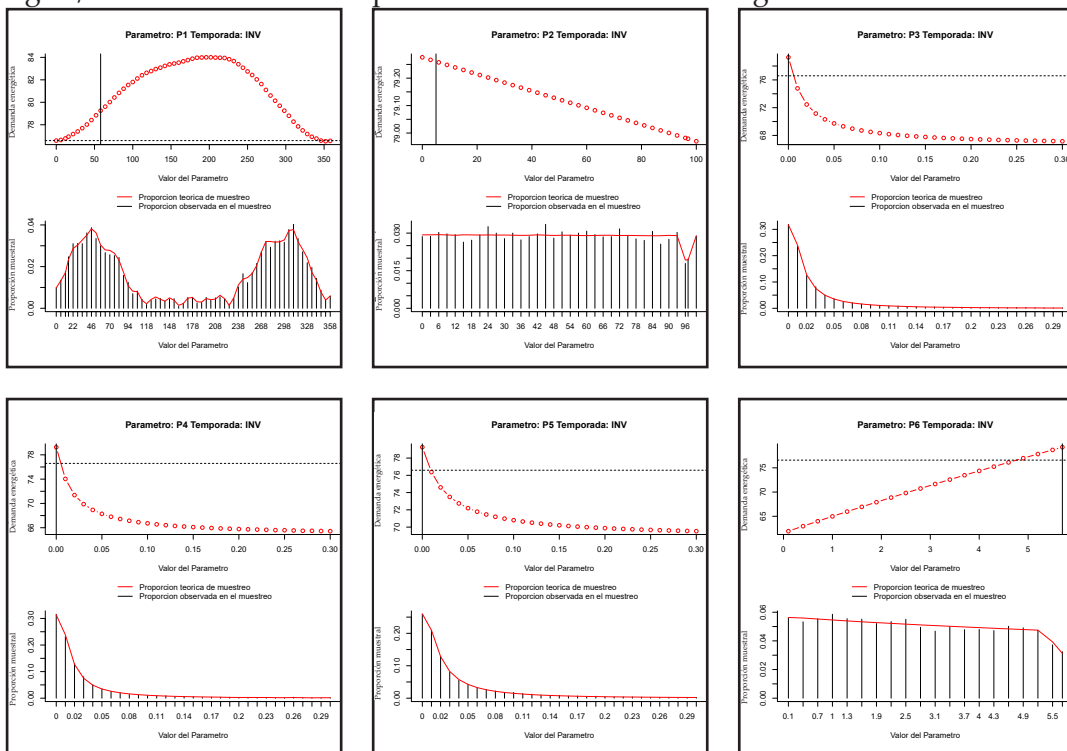 Parametro: P1 Temporada: INV
Demanda energética
78 80 82 84
0 50 100 150 200 250 300 350
Valor del Parametro
Proporcion teorica de muestreo
Proporcion observada en el muestreo
Proporción muestral
0.00 0.02 0.04
0 22 46 70 94 118 148 178 208 238 268 298 328 358
Valor del Parametro
Parametro: P2 Temporada: INV
Demanda energética
79.00 79.10 79.20
0 20 40 60 80 100
Valor del Parametro
Proporcion teorica de muestreo
Proporcion observada en el muestreo
Proporción muestral
0.000 0.015 0.030
0 6 12 18 24 30 36 42 48 54 60 66 72 78 84 90 96
Valor del Parametro
Parametro: P3 Temporada: INV
Demanda energética
68 72 76
0.00 0.05 0.10 0.15 0.20 0.25 0.30
Valor del Parametro
Proporcion teorica de muestreo
Proporcion observada en el muestreo
Proporción muestral
0.00 0.10 0.20 0.30
0 0.02 0.05 0.08 0.11 0.14 0.17 0.2 0.23 0.26 0.29
Valor del Parametro
Parametro: P4 Temporada: INV
Demanda energética
66 70 74 78
0.00 0.05 0.10 0.15 0.20 0.25 0.30
Valor del Parametro
Proporcion teorica de muestreo
Proporcion observada en el muestreo
Proporción muestral
0.00 0.10 0.20 0.30
0 0.02 0.05 0.08 0.11 0.14 0.17 0.2 0.23 0.26 0.29
Valor del Parametro
Parametro: P5 Temporada: INV
Demanda energética
70 72 74 76 78
0.00 0.05 0.10 0.15 0.20 0.25 0.30
Valor del Parametro
Proporcion teorica de muestreo
Proporcion observada en el muestreo
Proporción muestral
0.00 0.10 0.20
0 0.02 0.05 0.08 0.11 0.14 0.17 0.2 0.23 0.26 0.29
Valor del Parametro
Parametro: P6 Temporada: INV
Demanda energética
65 70 75
0 1 2 3 4 5
Valor del Parametro
Proporcion teorica de muestreo
Proporcion observada en el muestreo
Proporción muestral
0.00 0.02 0.04 0.06
0.1 0.7 1 1.3 1.9 2.5 3.1 3.7 4 4.3 4.9 5.5
Valor del Parametro